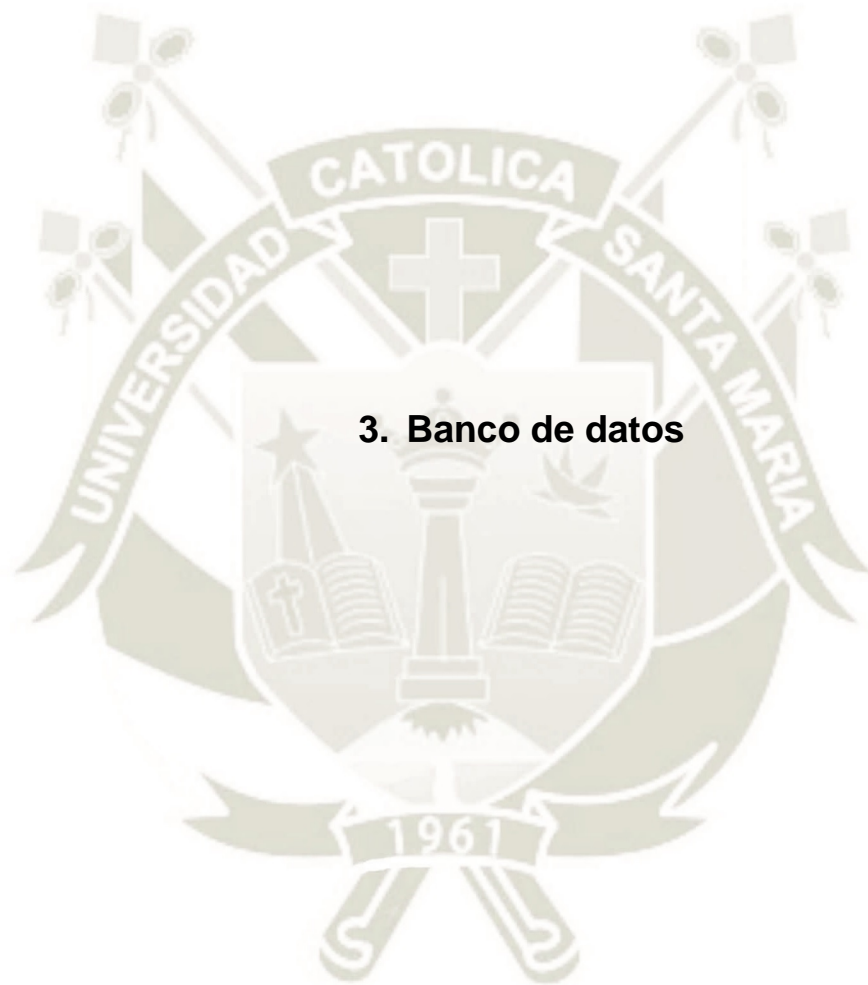 CATOLICA
UNIVERSIDAD
SANTA MARIA
3. Banco de datos
1961